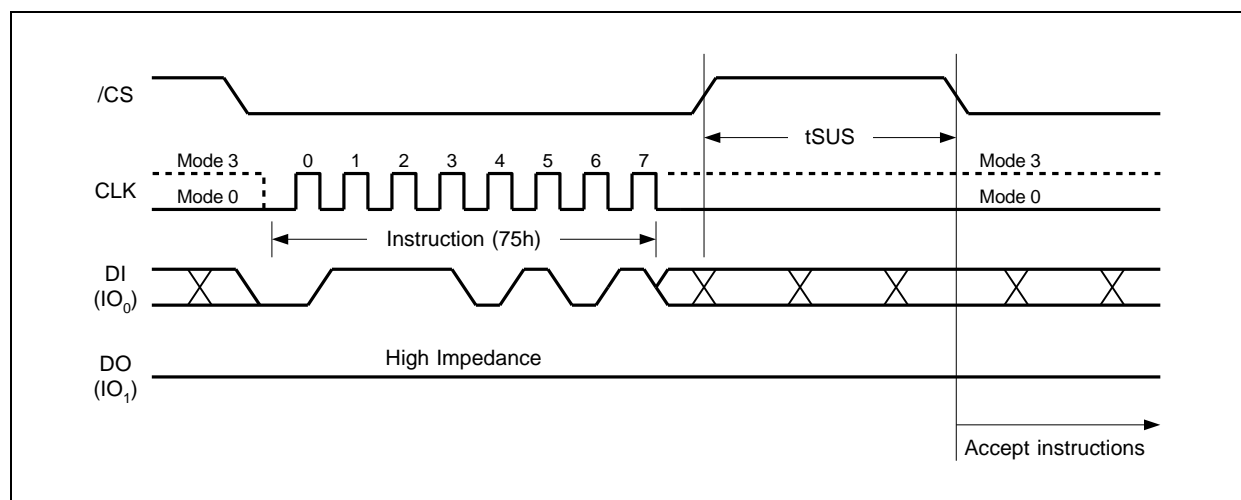 /CS
tSUS
Mode 3 0 1 2 3 4 5 6 7 Mode 3
CLK
Mode 0 Mode 0
Instruction (75h)
DI
(IO0)
High Impedance
DO
(IO1)
Accept instructions